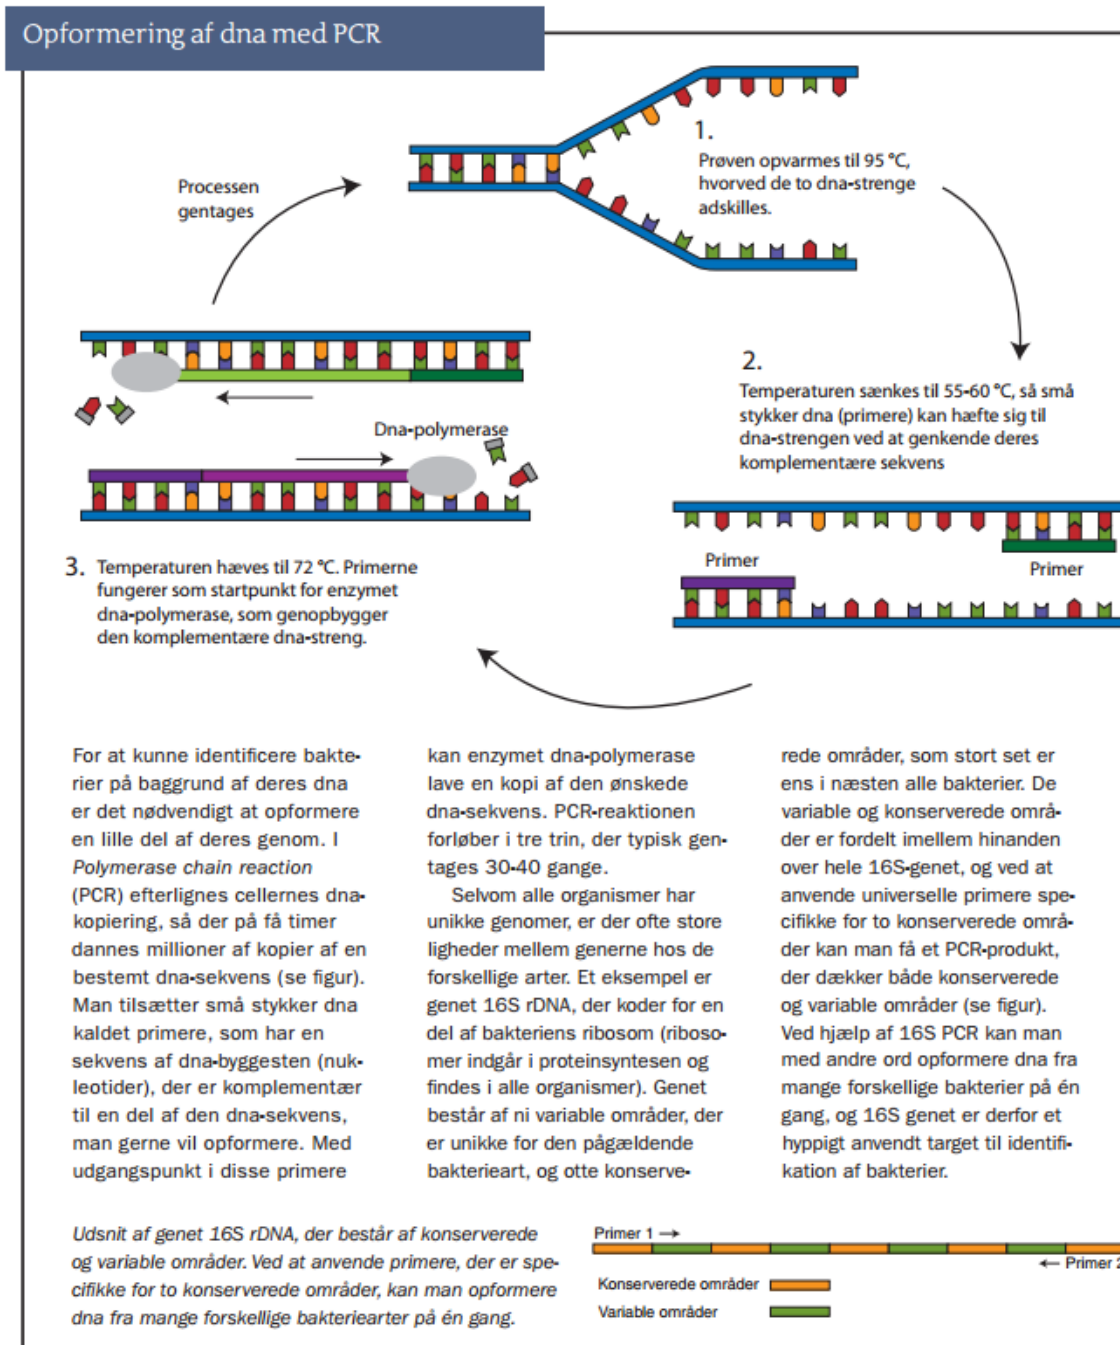 Opformering af dna med PCR
Processen
gentages
1.
Prøven opvarmes til 95 °C,
hvorved de to dna-strenge
adskilles.
2.
Temperaturen sænkes til 55-60 °C, så små
stykker dna (primere) kan hæfte sig til
dna-strengen ved at genkende deres
komplementære sekvens
Primer
Primer
Dna-polymerase
3. Temperaturen hæves til 72 °C. Primerne
fungerer som startpunkt for enzymet
dna-polymerase, som genopbygger
den komplementære dna-streng.
For at kunne identificere bakte-
rier på baggrund af deres dna
er det nødvendigt at opformere
en lille del af deres genom. I
Polymerase chain reaction
(PCR) efterlignes cellernes dna-
kopiering, så der på få timer
dannes millioner af kopier af en
bestemt dna-sekvens (se figur).
Man tilsætter små stykker dna
kaldet primere, som har en
sekvens af dna-byggesten (nuk-
leotider), der er komplementær
til en del af den dna-sekvens,
man gerne vil opformere. Med
udgangspunkt i disse primere
kan enzymet dna-polymerase
lave en kopi af den ønskede
dna-sekvens. PCR-reaktionen
forløber i tre trin, der typisk gen-
tages 30-40 gange.
Selvom alle organismer har
unikke genomer, er der ofte store
ligheder mellem generne hos de
forskellige arter. Et eksempel er
genet 16S rDNA, der koder for en
del af bakteriens ribosom (riboso-
mer indgår i proteinsyntesen og
findes i alle organismer). Genet
består af ni variable områder, der
er unikke for den pågældende
bakterieart, og otte konserve-
rede områder, som stort set er
ens i næsten alle bakterier. De
variable og konserverede områ-
der er fordelt imellem hinanden
over hele 16S-genet, og ved at
anvende universelle primere spe-
cifikke for to konserverede områ-
der kan man få et PCR-produkt,
der dækker både konserverede
og variable områder (se figur).
Ved hjælp af 16S PCR kan man
med andre ord opformere dna fra
mange forskellige bakterier på én
gang, og 16S genet er derfor et
hyppigt anvendt target til identifi-
kation af bakterier.
Udsnit af genet 16S rDNA, der består af konserverede
og variable områder. Ved at anvende primere, der er spe-
cifikke for to konserverede områder, kan man opformere
dna fra mange forskellige bakteriearter på én gang.
Primer 1
Primer 2
Konserverede områder
Variable områder